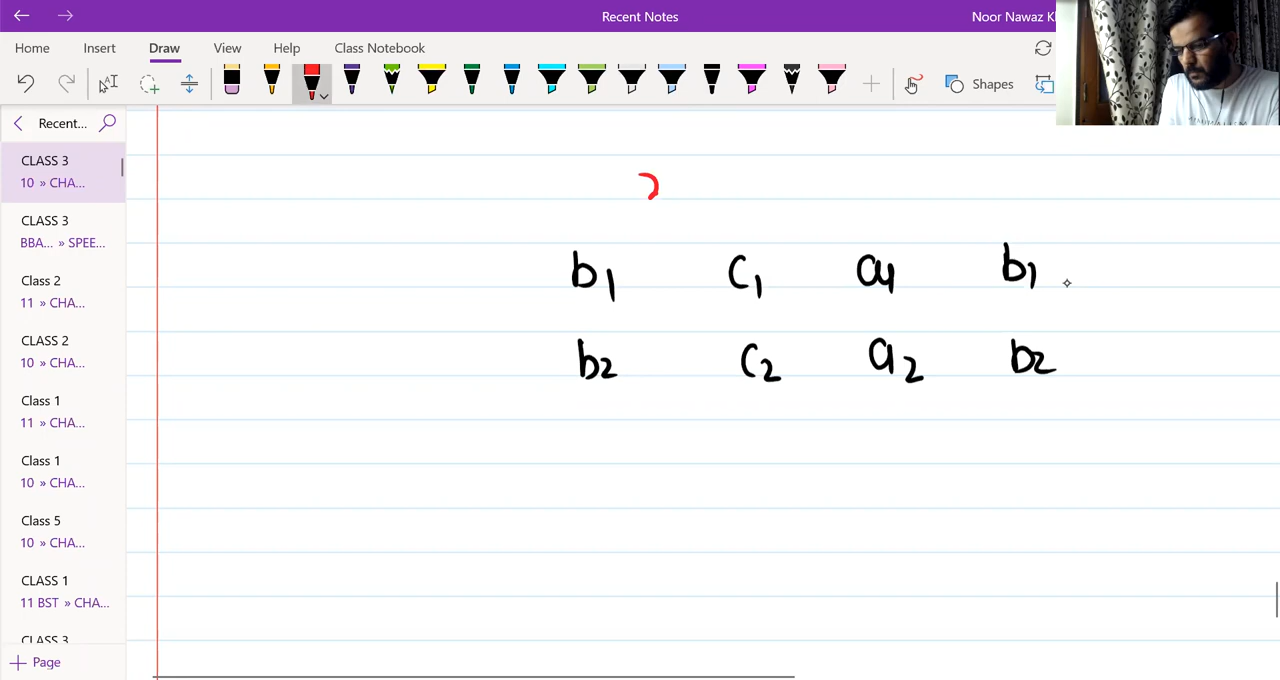 Recent Notes
Noor Nawaz
Home Insert Draw View Help Class Notebook
Shapes
Recent...
CLASS 3
10 » CHA...
CLASS 3
BBA... » SPEE...
Class 2
11 » CHA...
CLASS 2
10 » CHA...
Class 1
11 » CHA...
Class 1
10 » CHA...
Class 5
10 » CHA...
CLASS 1
11 BST » CHA...
CLASS 3
+ Page
b1 c1 a1 b1
b2 c2 a2 b2